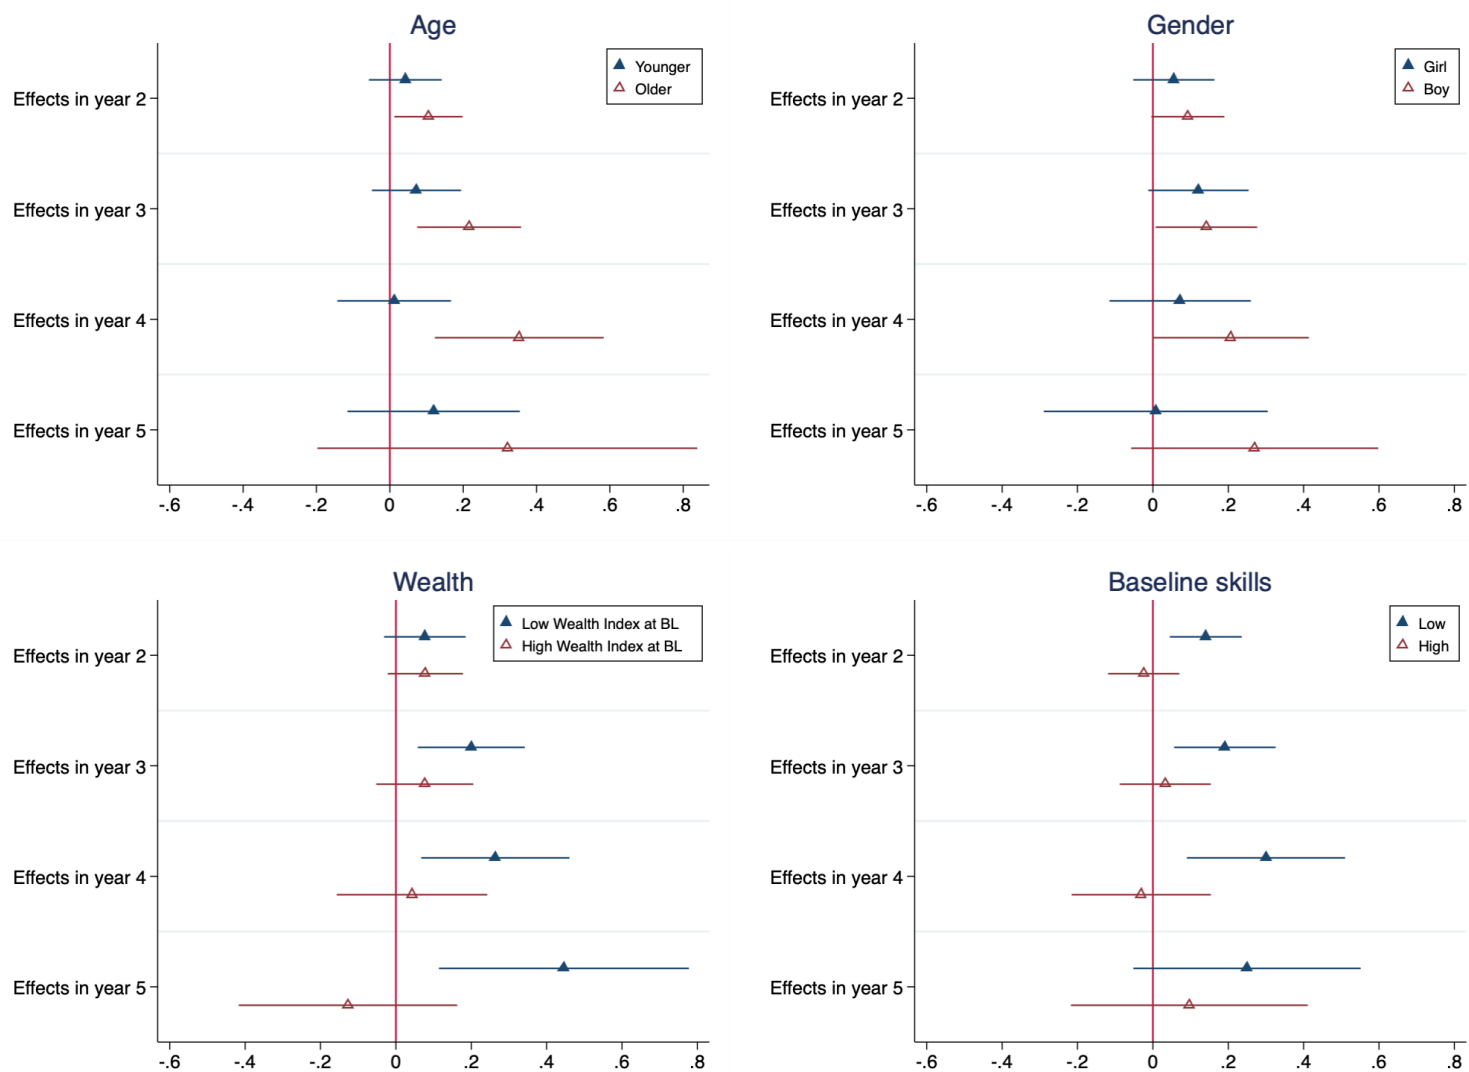 Age
Younger
Older
Effects in year 2
Effects in year 3
Effects in year 4
Effects in year 5
-.6 -.4 -.2 0 .2 .4 .6 .8
Gender
Girl
Boy
Effects in year 2
Effects in year 3
Effects in year 4
Effects in year 5
-.6 -.4 -.2 0 .2 .4 .6 .8
Wealth
Low Wealth Index at BL
High Wealth Index at BL
Effects in year 2
Effects in year 3
Effects in year 4
Effects in year 5
-.6 -.4 -.2 0 .2 .4 .6 .8
Baseline skills
Low
High
Effects in year 2
Effects in year 3
Effects in year 4
Effects in year 5
-.6 -.4 -.2 0 .2 .4 .6 .8